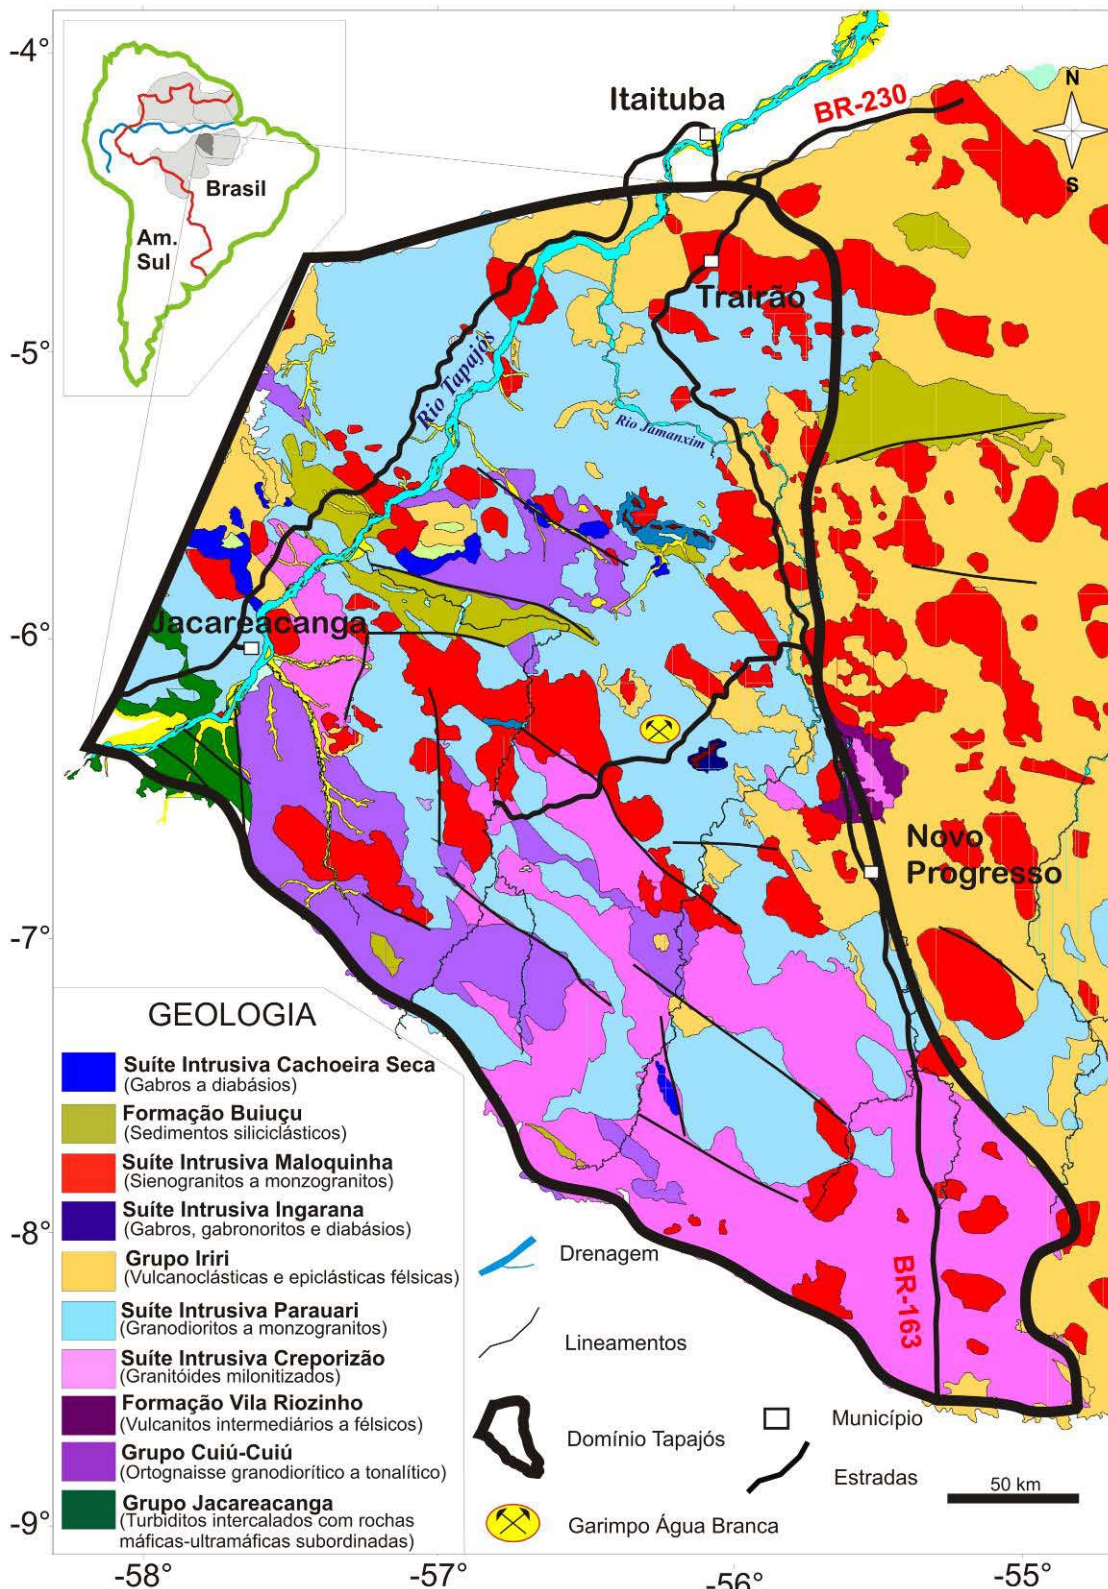 -4°
-5°
-6°
-7°
-8°
-9°
-58°
-57°
-56°
-55°
Brasil
Am.
Sul
Itaituba
BR-230
N
S
Trairão
Rio Tapajós
Rio Jamanxim
Jacareacanga
Novo
Progresso
BR-163
GEOLOGIA
Suíte Intrusiva Cachoeira Seca
(Gabros a diabásios)
Formação Buiuçu
(Sedimentos siliciclásticos)
Suíte Intrusiva Maloquinha
(Sienogranitos a monzogranitos)
Suíte Intrusiva Ingarana
(Gabros, gabronoritos e diabásios)
Grupo Iriri
(Vulcanoclásticas e epiclásticas félsicas)
Suíte Intrusiva Parauari
(Granodioritos a monzogranitos)
Suíte Intrusiva Creporizão
(Granitóides milonitizados)
Formação Vila Riozinho
(Vulcanitos intermediários a félsicos)
Grupo Cuiú-Cuiú
(Ortognaisse granodiorítico a tonalítico)
Grupo Jacareacanga
(Turbiditos intercalados com rochas
máficas-ultramáficas subordinadas)
Drenagem
Lineamentos
Domínio Tapajós
Garimpo Água Branca
Município
Estradas
50 km